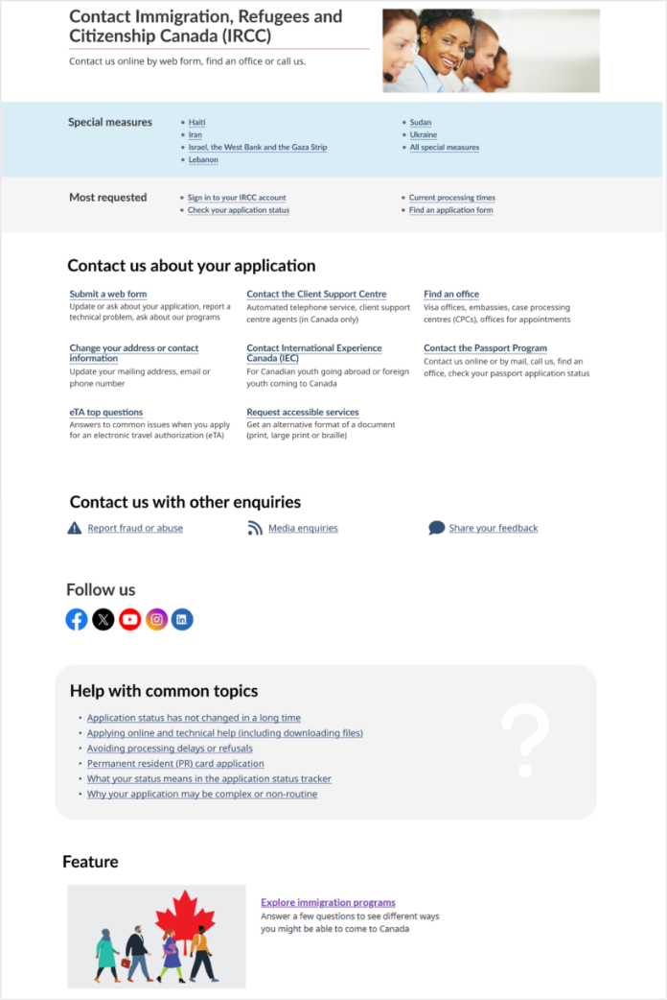 Contact Immigration, Refugees and
Citizenship Canada (IRCC)
Contact us online by web form, find an office or call us.
Special measures
Haiti
Iran
Israel, the West Bank and the Gaza Strip
Lebanon
Sudan
Ukraine
All special measures
Most requested
Sign in to your IRCC account
Check your application status
Current processing times
Find an application form
Contact us about your application
Submit a web form
Update or ask about your application, report a
technical problem, ask about our programs
Contact the Client Support Centre
Automated telephone service, client support
centre agents (in Canada only)
Find an office
Visa offices, embassies, case processing
centres (CPCs), offices for appointments
Change your address or contact
information
Update your mailing address, email or
phone number
Contact International Experience
Canada (IEC)
For Canadian youth going abroad or foreign
youth coming to Canada
Contact the Passport Program
Contact us online or by mail, call us, find an
office, check your passport application status
eTA top questions
Answers to common issues when you apply
for an electronic travel authorization (eTA)
Request accessible services
Get an alternative format of a document
(print, large print or braille)
Contact us with other enquiries
Report fraud or abuse
Media enquiries
Share your feedback
Follow us
Help with common topics
Application status has not changed in a long time
Applying online and technical help (including downloading files)
Avoiding processing delays or refusals
Permanent resident (PR) card application
What your status means in the application status tracker
Why your application may be complex or non-routine
?
Feature
Explore immigration programs
Answer a few questions to see different ways
you might be able to come to Canada